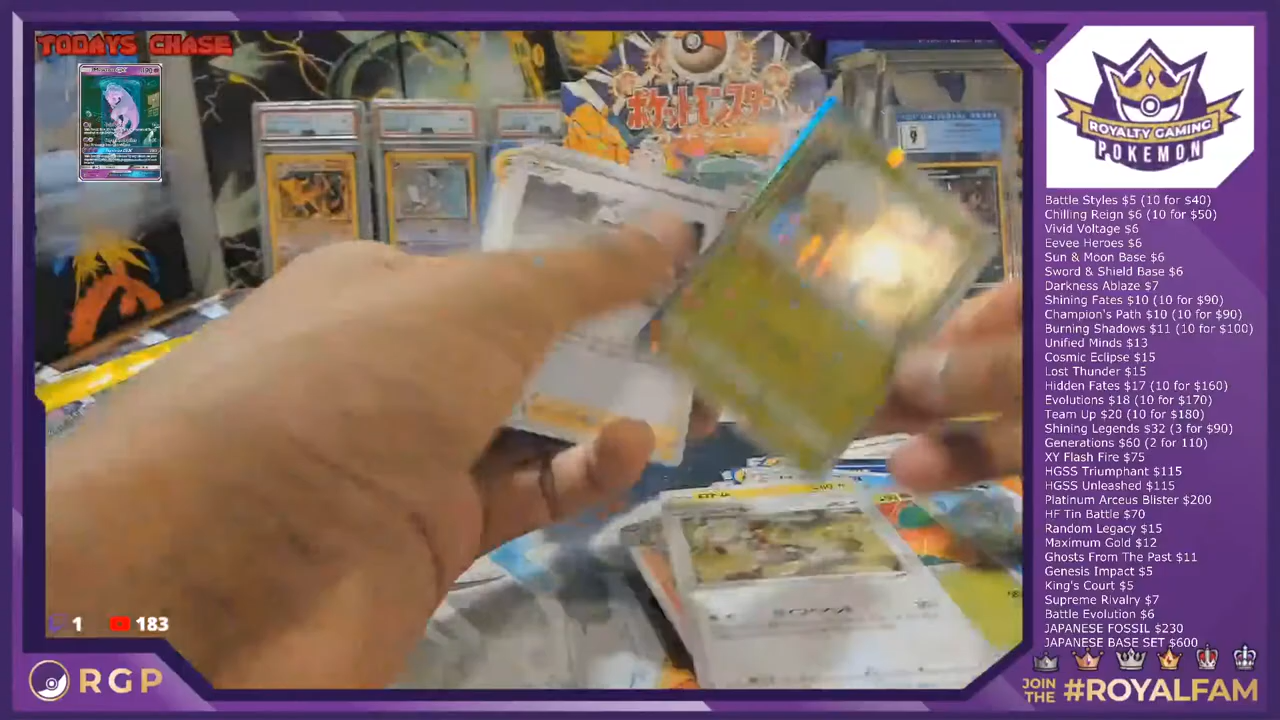 TODAYS CHASE
ポケットモンスター
ROYALTY GAMING
POKEMON
Battle Styles $5 (10 for $40)
Chilling Reign $6 (10 for $50)
Vivid Voltage $6
Eevee Heroes $6
Sun & Moon Base $6
Sword & Shield Base $6
Darkness Ablaze $7
Shining Fates $10 (10 for $90)
Champion's Path $10 (10 for $90)
Burning Shadows $11 (10 for $100)
Unified Minds $13
Cosmic Eclipse $15
Lost Thunder $15
Hidden Fates $17 (10 for $160)
Evolutions $18 (10 for $170)
Team Up $20 (10 for $180)
Shining Legends $32 (3 for $90)
Generations $60 (2 for 110)
XY Flash Fire $75
HGSS Triumphant $115
HGSS Unleashed $115
Platinum Arceus Blister $200
HF Tin Battle $70
Random Legacy $15
Maximum Gold $12
Ghosts From The Past $11
Genesis Impact $5
King's Court $5
Supreme Rivalry $7
Battle Evolution $6
JAPANESE FOSSIL $230
JAPANESE BASE SET $600
1 183
RGP
JOIN THE #ROYALFAM